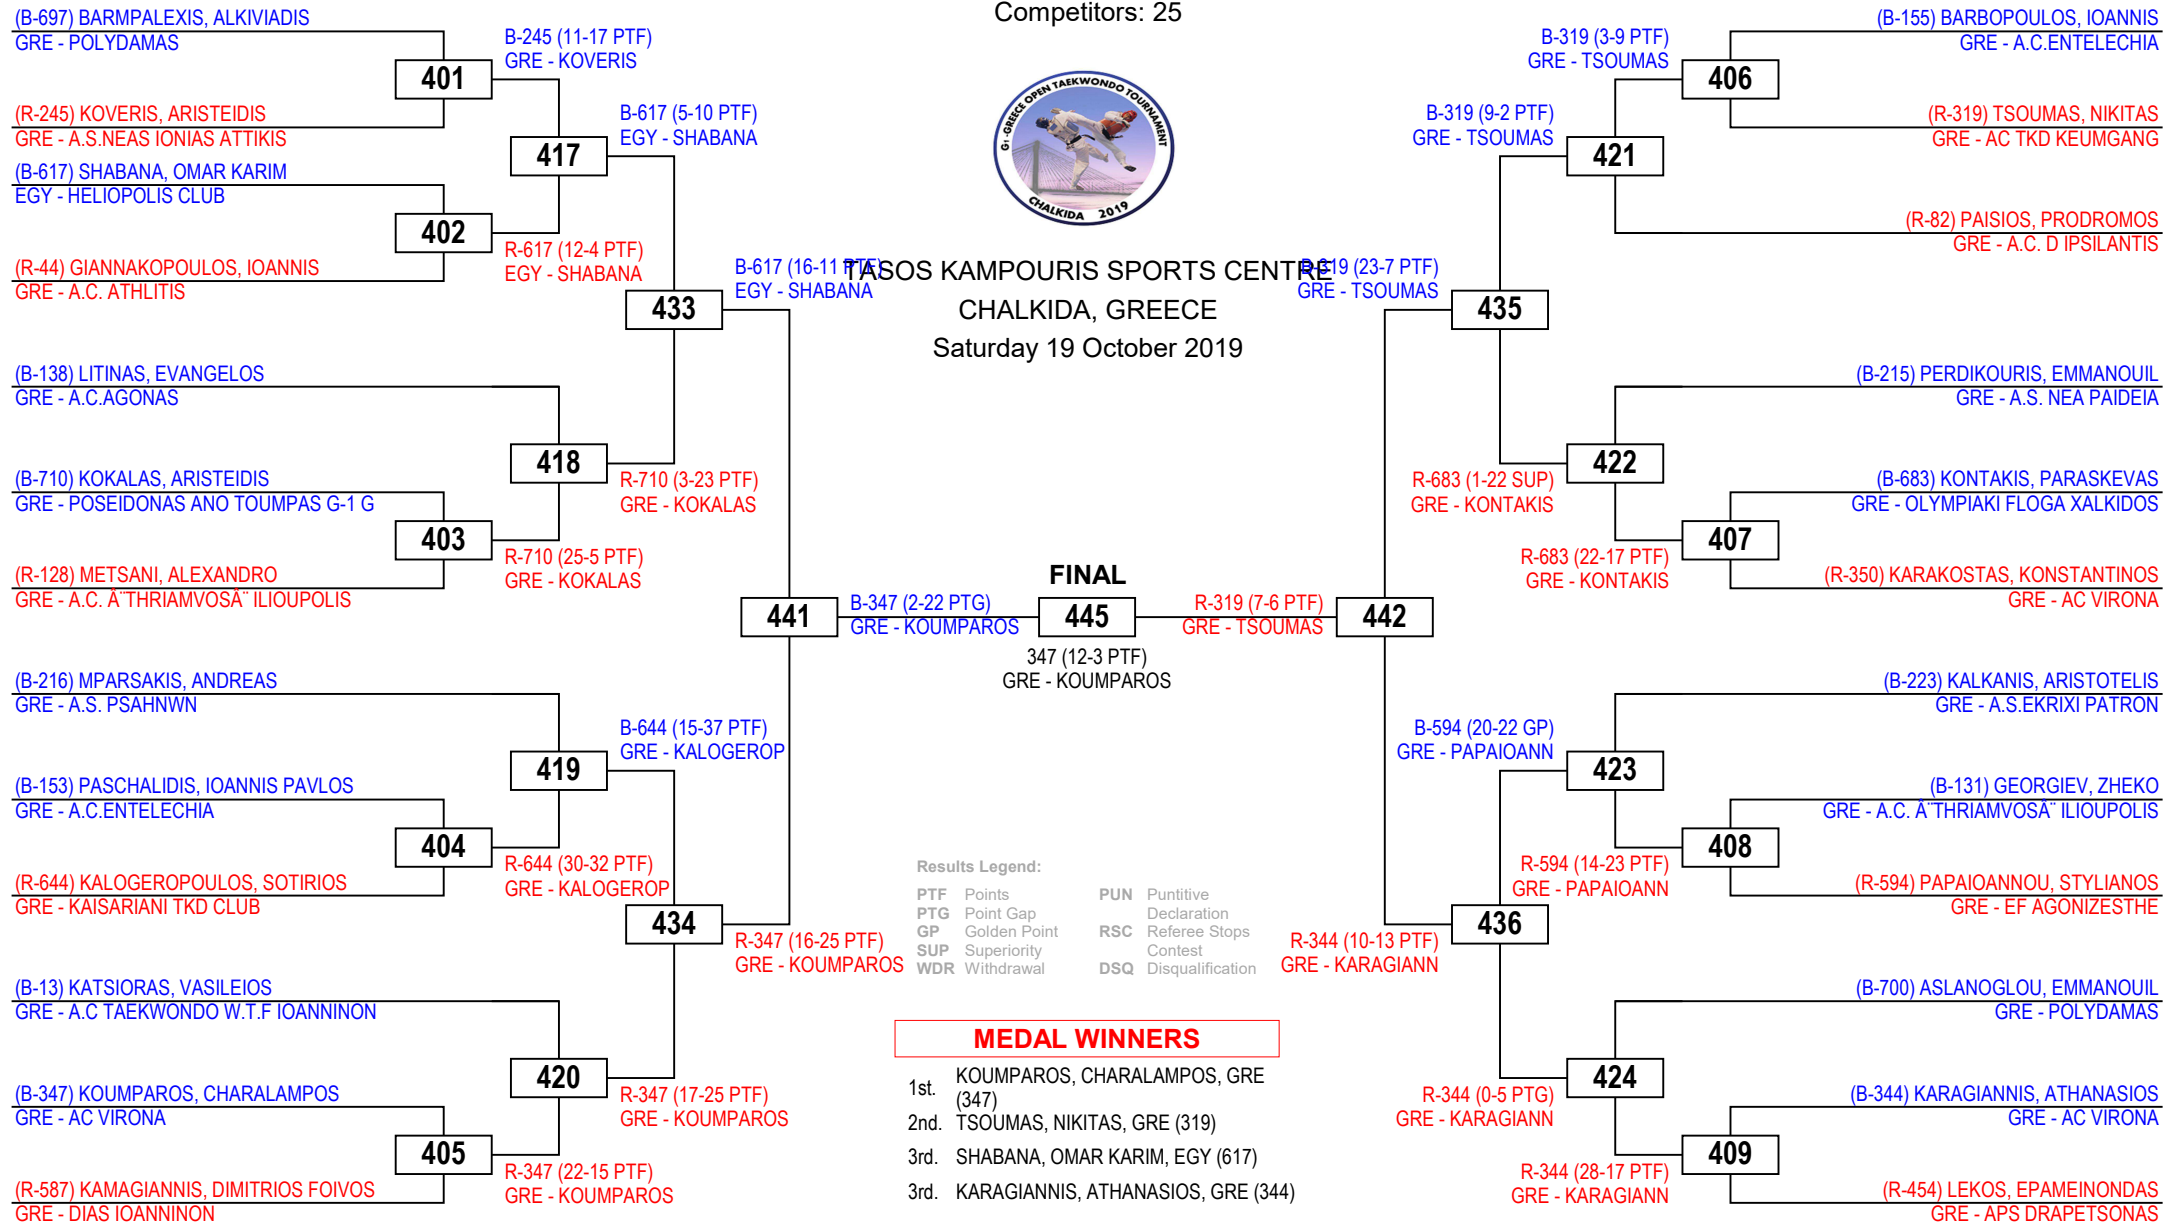 Competitors: 25
G1 -GREECE OPEN TAEKWONDO TOURNAMENT
CHALKIDA 2019
TASOS KAMPOURIS SPORTS CENTRE
CHALKIDA, GREECE
Saturday 19 October 2019
(B-697) BARMPALEXIS, ALKIVIADIS
GRE - POLYDAMAS
401
(R-245) KOVERIS, ARISTEIDIS
GRE - A.S.NEAS IONIAS ATTIKIS
B-245 (11-17 PTF)
GRE - KOVERIS
417
(B-617) SHABANA, OMAR KARIM
EGY - HELIOPOLIS CLUB
402
(R-44) GIANNAKOPOULOS, IOANNIS
GRE - A.C. ATHLITIS
R-617 (12-4 PTF)
EGY - SHABANA
B-617 (5-10 PTF)
EGY - SHABANA
433
B-617 (16-11 PTF)
EGY - SHABANA
(B-138) LITINAS, EVANGELOS
GRE - A.C.AGONAS
418
(B-710) KOKALAS, ARISTEIDIS
GRE - POSEIDONAS ANO TOUMPAS G-1 G
403
(R-128) METSANI, ALEXANDRO
GRE - A.C. Â¨THRIAMVOSÂ¨ ILIOUPOLIS
R-710 (25-5 PTF)
GRE - KOKALAS
R-710 (3-23 PTF)
GRE - KOKALAS
441
(B-216) MPARSAKIS, ANDREAS
GRE - A.S. PSAHNWN
419
(B-153) PASCHALIDIS, IOANNIS PAVLOS
GRE - A.C.ENTELECHIA
404
(R-644) KALOGEROPOULOS, SOTIRIOS
GRE - KAISARIANI TKD CLUB
R-644 (30-32 PTF)
GRE - KALOGEROP
B-644 (15-37 PTF)
GRE - KALOGEROP
434
R-347 (16-25 PTF)
GRE - KOUMPAROS
(B-13) KATSIORAS, VASILEIOS
GRE - A.C TAEKWONDO W.T.F IOANNINON
420
(B-347) KOUMPAROS, CHARALAMPOS
GRE - AC VIRONA
405
(R-587) KAMAGIANNIS, DIMITRIOS FOIVOS
GRE - DIAS IOANNINON
R-347 (22-15 PTF)
GRE - KOUMPAROS
R-347 (17-25 PTF)
GRE - KOUMPAROS
B-347 (2-22 PTG)
GRE - KOUMPAROS
FINAL
445
347 (12-3 PTF)
GRE - KOUMPAROS
R-319 (7-6 PTF)
GRE - TSOUMAS
442
(B-155) BARBOPOULOS, IOANNIS
GRE - A.C.ENTELECHIA
406
(R-319) TSOUMAS, NIKITAS
GRE - AC TKD KEUMGANG
B-319 (3-9 PTF)
GRE - TSOUMAS
421
(R-82) PAISIOS, PRODROMOS
GRE - A.C. D IPSILANTIS
B-319 (9-2 PTF)
GRE - TSOUMAS
435
B-319 (23-7 PTF)
GRE - TSOUMAS
(B-215) PERDIKOURIS, EMMANOUIL
GRE - A.S. NEA PAIDEIA
422
(B-683) KONTAKIS, PARASKEVAS
GRE - OLYMPIAKI FLOGA XALKIDOS
407
(R-350) KARAKOSTAS, KONSTANTINOS
GRE - AC VIRONA
R-683 (22-17 PTF)
GRE - KONTAKIS
R-683 (1-22 SUP)
GRE - KONTAKIS
(B-223) KALKANIS, ARISTOTELIS
GRE - A.S.EKRIXI PATRON
423
(B-131) GEORGIEV, ZHEKO
GRE - A.C. Â¨THRIAMVOSÂ¨ ILIOUPOLIS
408
(R-594) PAPAIOANNOU, STYLIANOS
GRE - EF AGONIZESTHE
R-594 (14-23 PTF)
GRE - PAPAIOANN
B-594 (20-22 GP)
GRE - PAPAIOANN
436
R-344 (10-13 PTF)
GRE - KARAGIANN
(B-700) ASLANOGLOU, EMMANOUIL
GRE - POLYDAMAS
424
(B-344) KARAGIANNIS, ATHANASIOS
GRE - AC VIRONA
409
(R-454) LEKOS, EPAMEINONDAS
GRE - APS DRAPETSONAS
R-344 (28-17 PTF)
GRE - KARAGIANN
R-344 (0-5 PTG)
GRE - KARAGIANN
Results Legend:
PTF Points
PTG Point Gap
GP Golden Point
SUP Superiority
WDR Withdrawal
PUN Puntitive
Declaration
RSC Referee Stops
Contest
DSQ Disqualification
MEDAL WINNERS
1st. KOUMPAROS, CHARALAMPOS, GRE
(347)
2nd. TSOUMAS, NIKITAS, GRE (319)
3rd. SHABANA, OMAR KARIM, EGY (617)
3rd. KARAGIANNIS, ATHANASIOS, GRE (344)